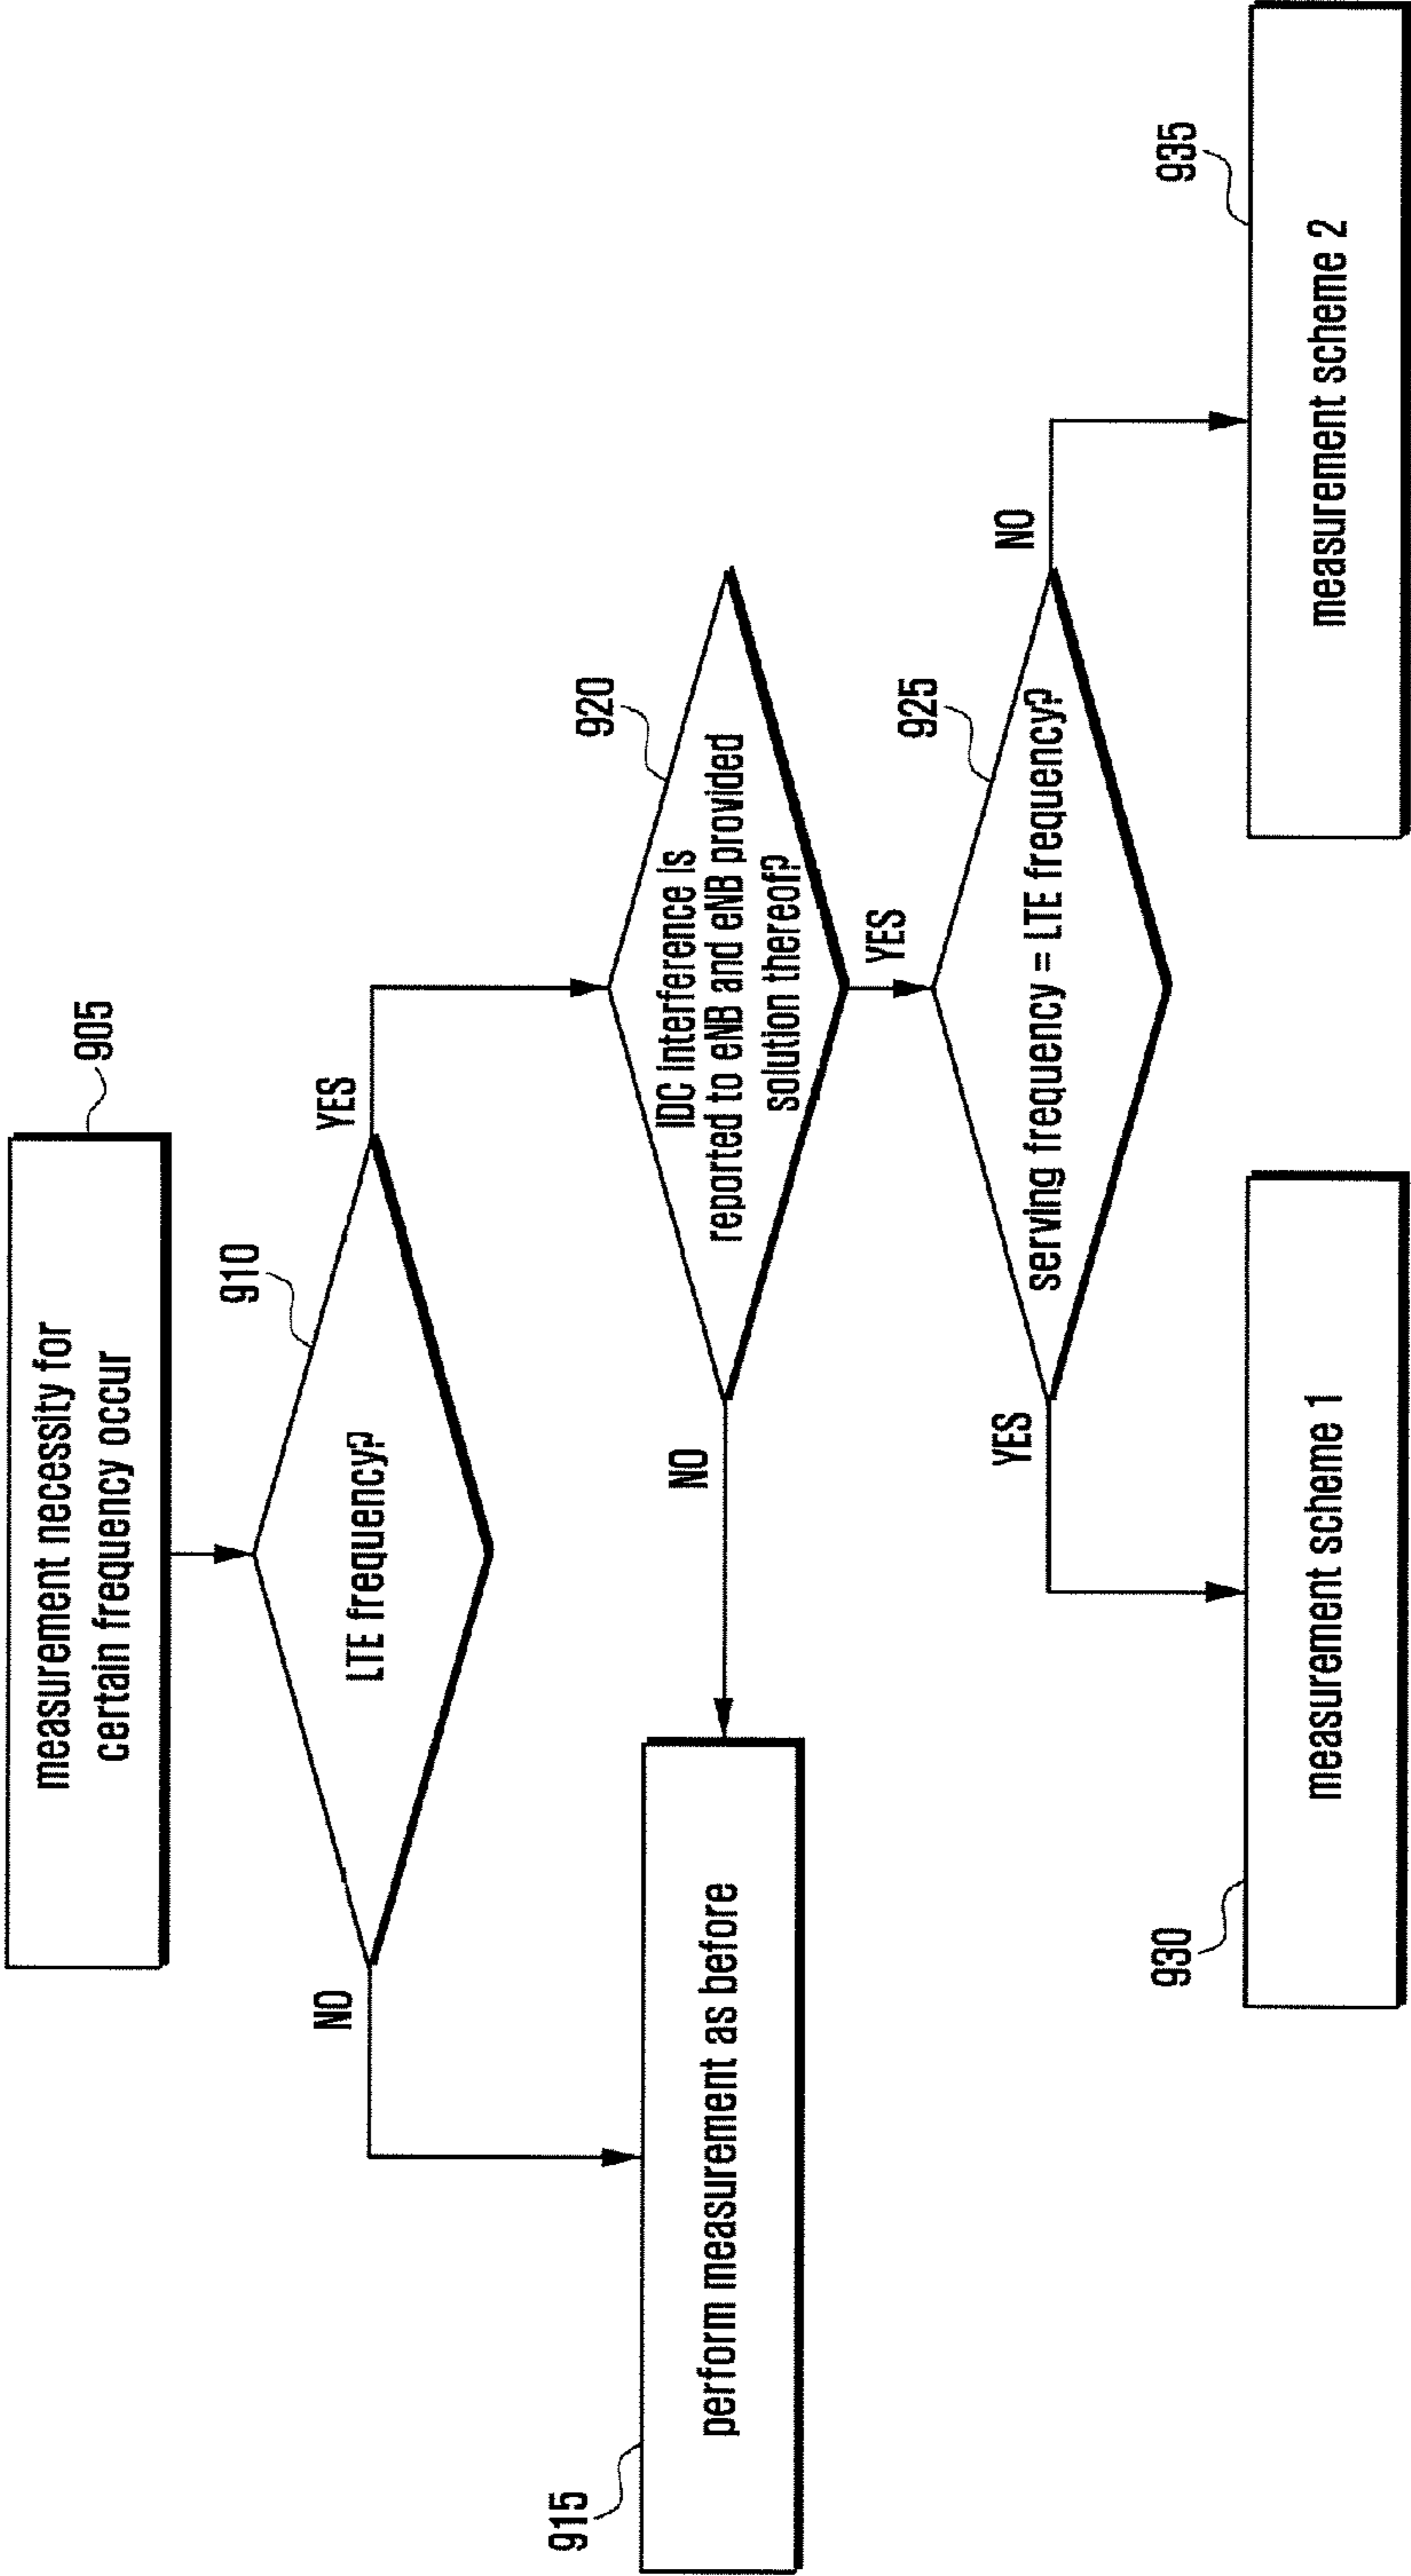 905
measurement necessity for
certain frequency occur
910
LTE frequency?
NO
YES
915
perform measurement as before
920
IDC interference is
reported to eNB and eNB provided
solution thereof?
NO
YES
925
serving frequency = LTE frequency?
YES
NO
930
measurement scheme 1
935
measurement scheme 2